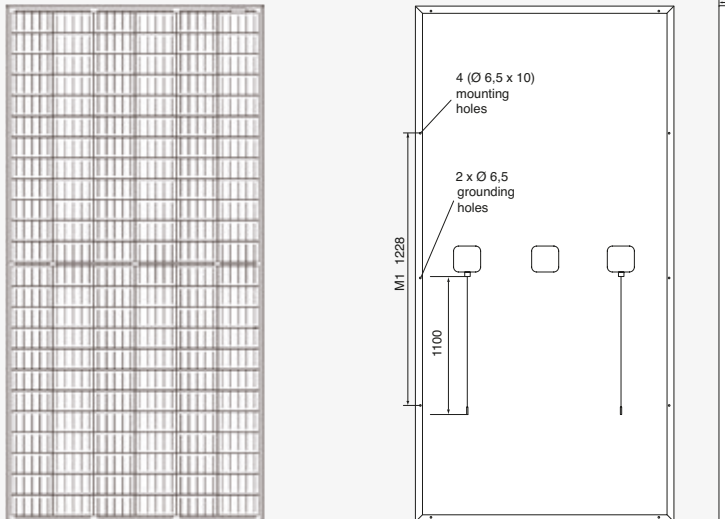 4 (Ø 6,5 x 10)
mounting
holes
2 x Ø 6,5
grounding
holes
M1 1228
1100